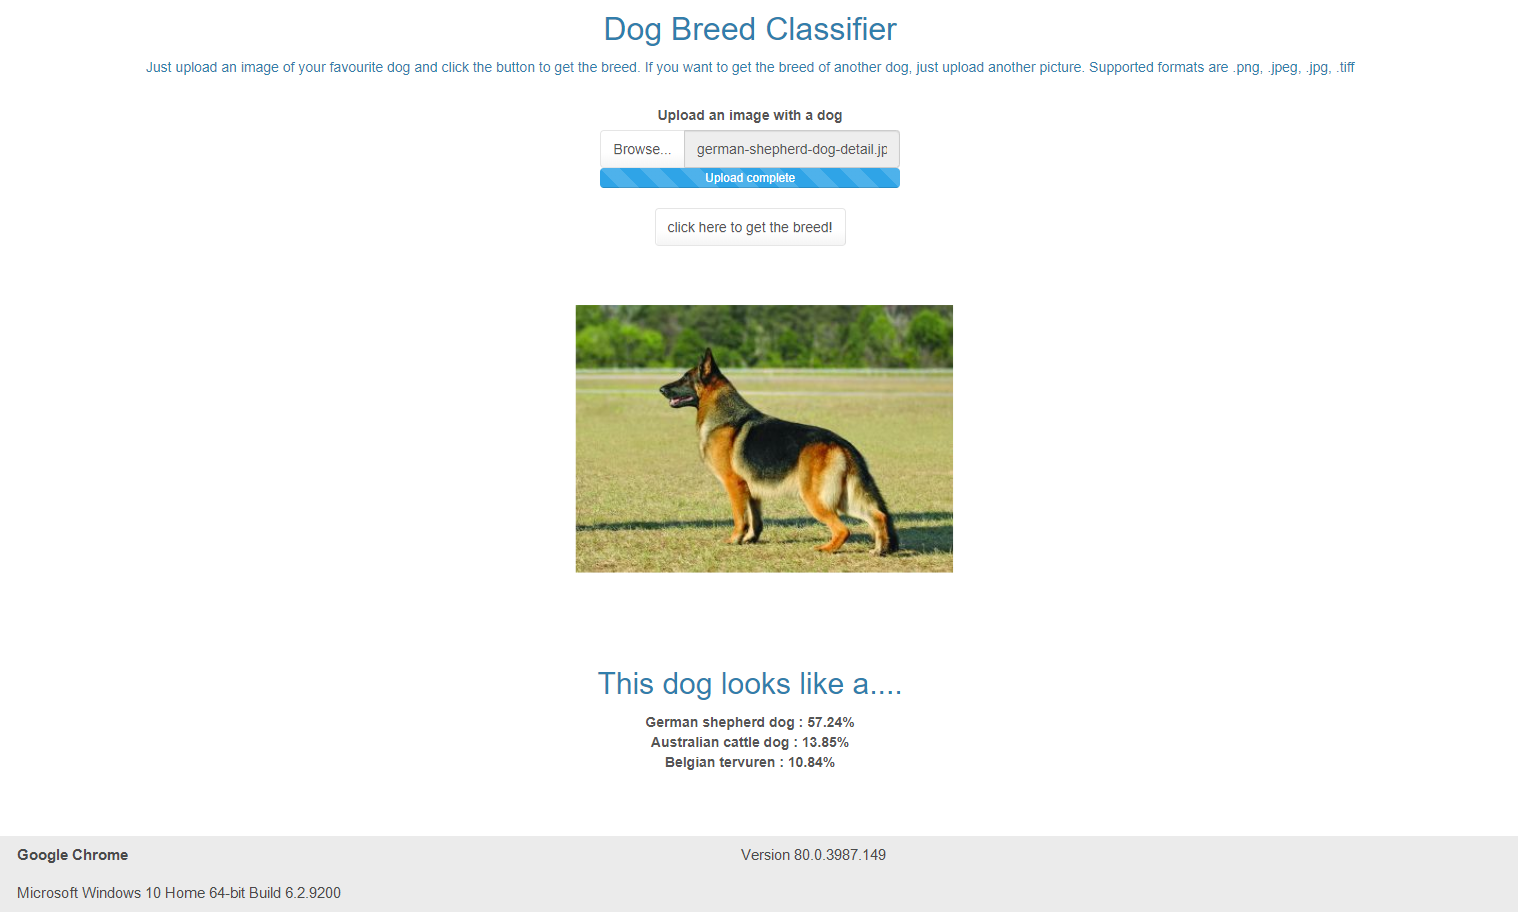 Dog Breed Classifier
Just upload an image of your favourite dog and click the button to get the breed. If you want to get the breed of another dog, just upload another picture. Supported formats are .png, .jpeg, .jpg, .tiff
Upload an image with a dog
Browse... german-shepherd-dog-detail.jp
Upload complete
click here to get the breed!
This dog looks like a....
German shepherd dog : 57.24%
Australian cattle dog : 13.85%
Belgian tervuren : 10.84%
Google Chrome Version 80.0.3987.149
Microsoft Windows 10 Home 64-bit Build 6.2.9200